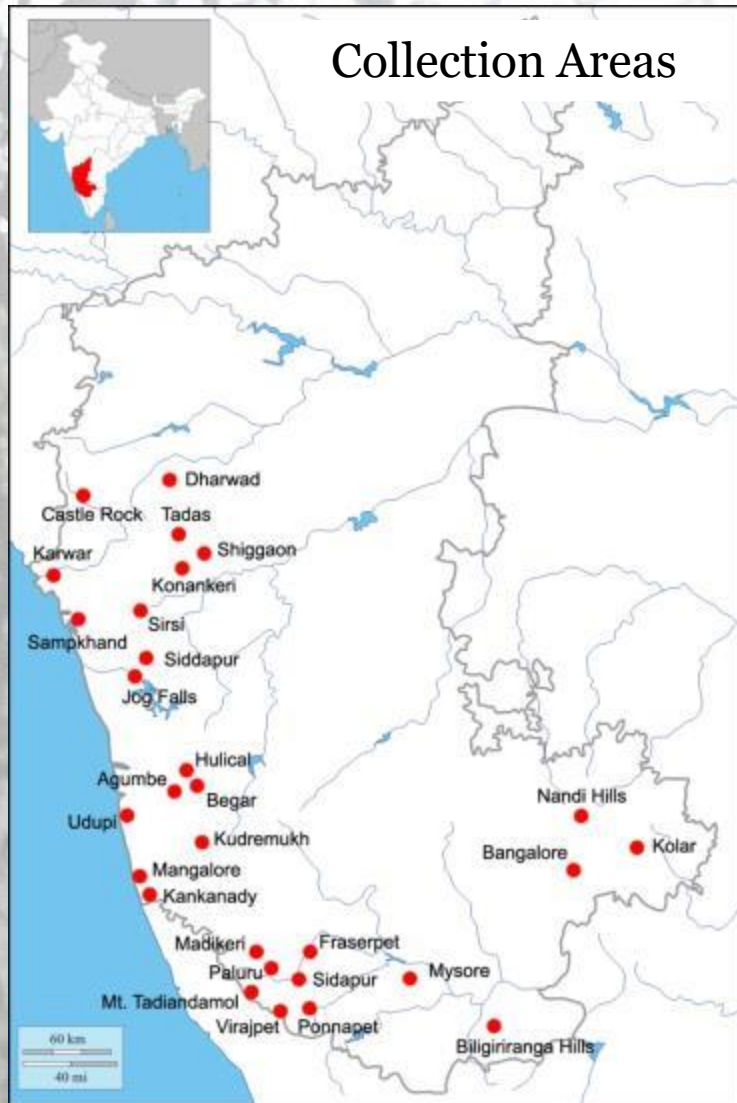 Collection Areas
Dharwad
Castle Rock
Tadas
Shiggaon
Karwar
Konankeri
Sirsi
Sampkhand
Siddapur
Jog Falls
Hulical
Agumbe
Begar
Nandi Hills
Udupi
Kudremukh
Bangalore
Kolar
Mangalore
Kankanady
Madikeri
Fraserpet
Paluru
Sidapur
Mysore
Mt. Tadiandamol
Virajpet
Ponnapet
Biligiriranga Hills
60 km
40 mi